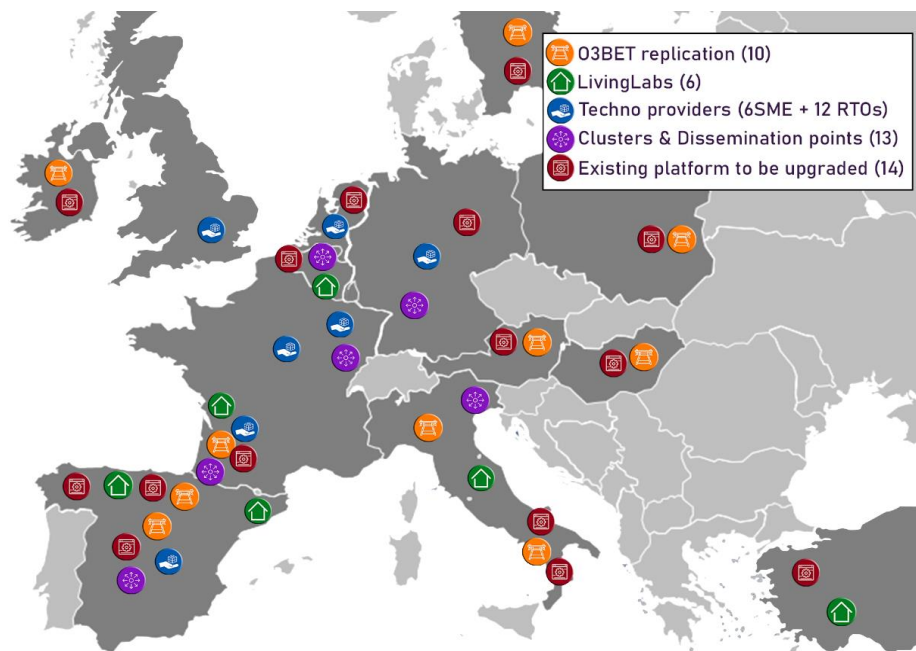 O3BET replication (10)
LivingLabs (6)
Techno providers (6SME + 12 RTOs)
Clusters & Dissemination points (13)
Existing platform to be upgraded (14)